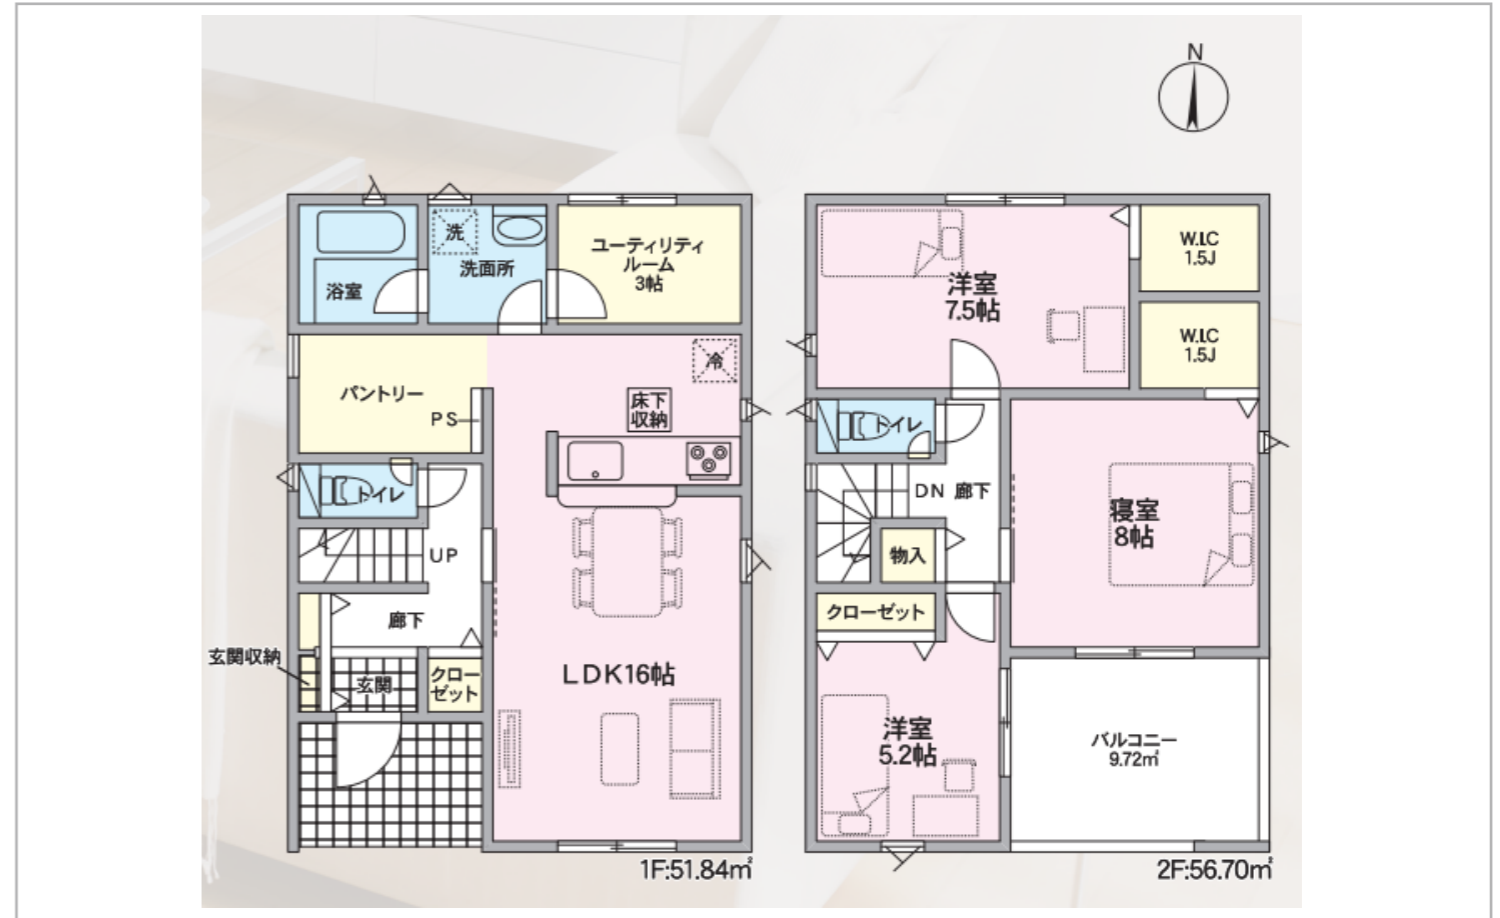 N
洗
洗面所
浴室
ユーティリティ
ルーム
3帖
パントリー
冷
床下
収納
PS
トイレ
UP
廊下
玄関収納
玄関
クロー
ゼット
LDK16帖
1F:51.84㎡
洋室
7.5帖
W.I.C
1.5J
W.I.C
1.5J
トイレ
DN 廊下
物入
寝室
8帖
クローゼット
洋室
5.2帖
バルコニー
9.72㎡
2F:56.70㎡